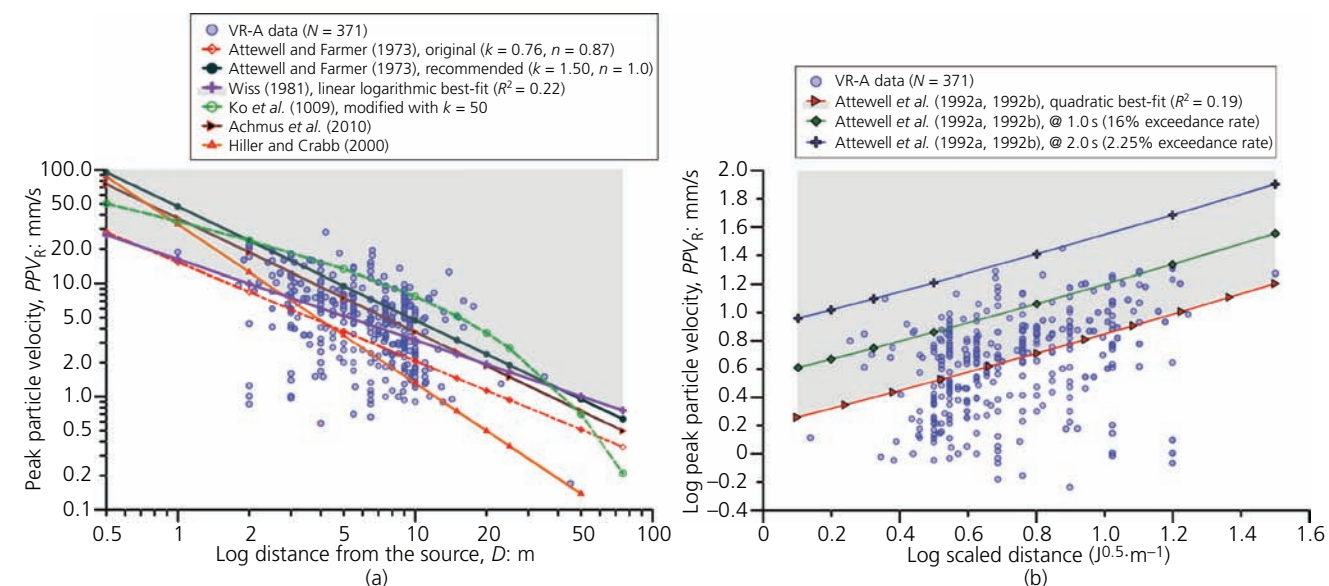 VR-A data (N = 371)
Attewell and Farmer (1973), original (k = 0.76, n = 0.87)
Attewell and Farmer (1973), recommended (k = 1.50, n = 1.0)
Wiss (1981), linear logarithmic best-fit (R² = 0.22)
Ko et al. (1009), modified with k = 50
Achmus et al. (2010)
Hiller and Crabb (2000)
100.0
50.0
20.0
10.0
5.0
2.0
1.0
0.5
0.2
0.1
Peak particle velocity, PPVR: mm/s
0.5 1 2 5 10 20 50 100
Log distance from the source, D: m
(a)
VR-A data (N = 371)
Attewell et al. (1992a, 1992b), quadratic best-fit (R² = 0.19)
Attewell et al. (1992a, 1992b), @ 1.0 s (16% exceedance rate)
Attewell et al. (1992a, 1992b), @ 2.0 s (2.25% exceedance rate)
2.0
1.8
1.6
1.4
1.2
1.0
0.8
0.6
0.4
0.2
0
−0.2
−0.4
Log peak particle velocity, PPVR: mm/s
0 0.2 0.4 0.6 0.8 1.0 1.2 1.4 1.6
Log scaled distance (J⁰·⁵·m⁻¹)
(b)